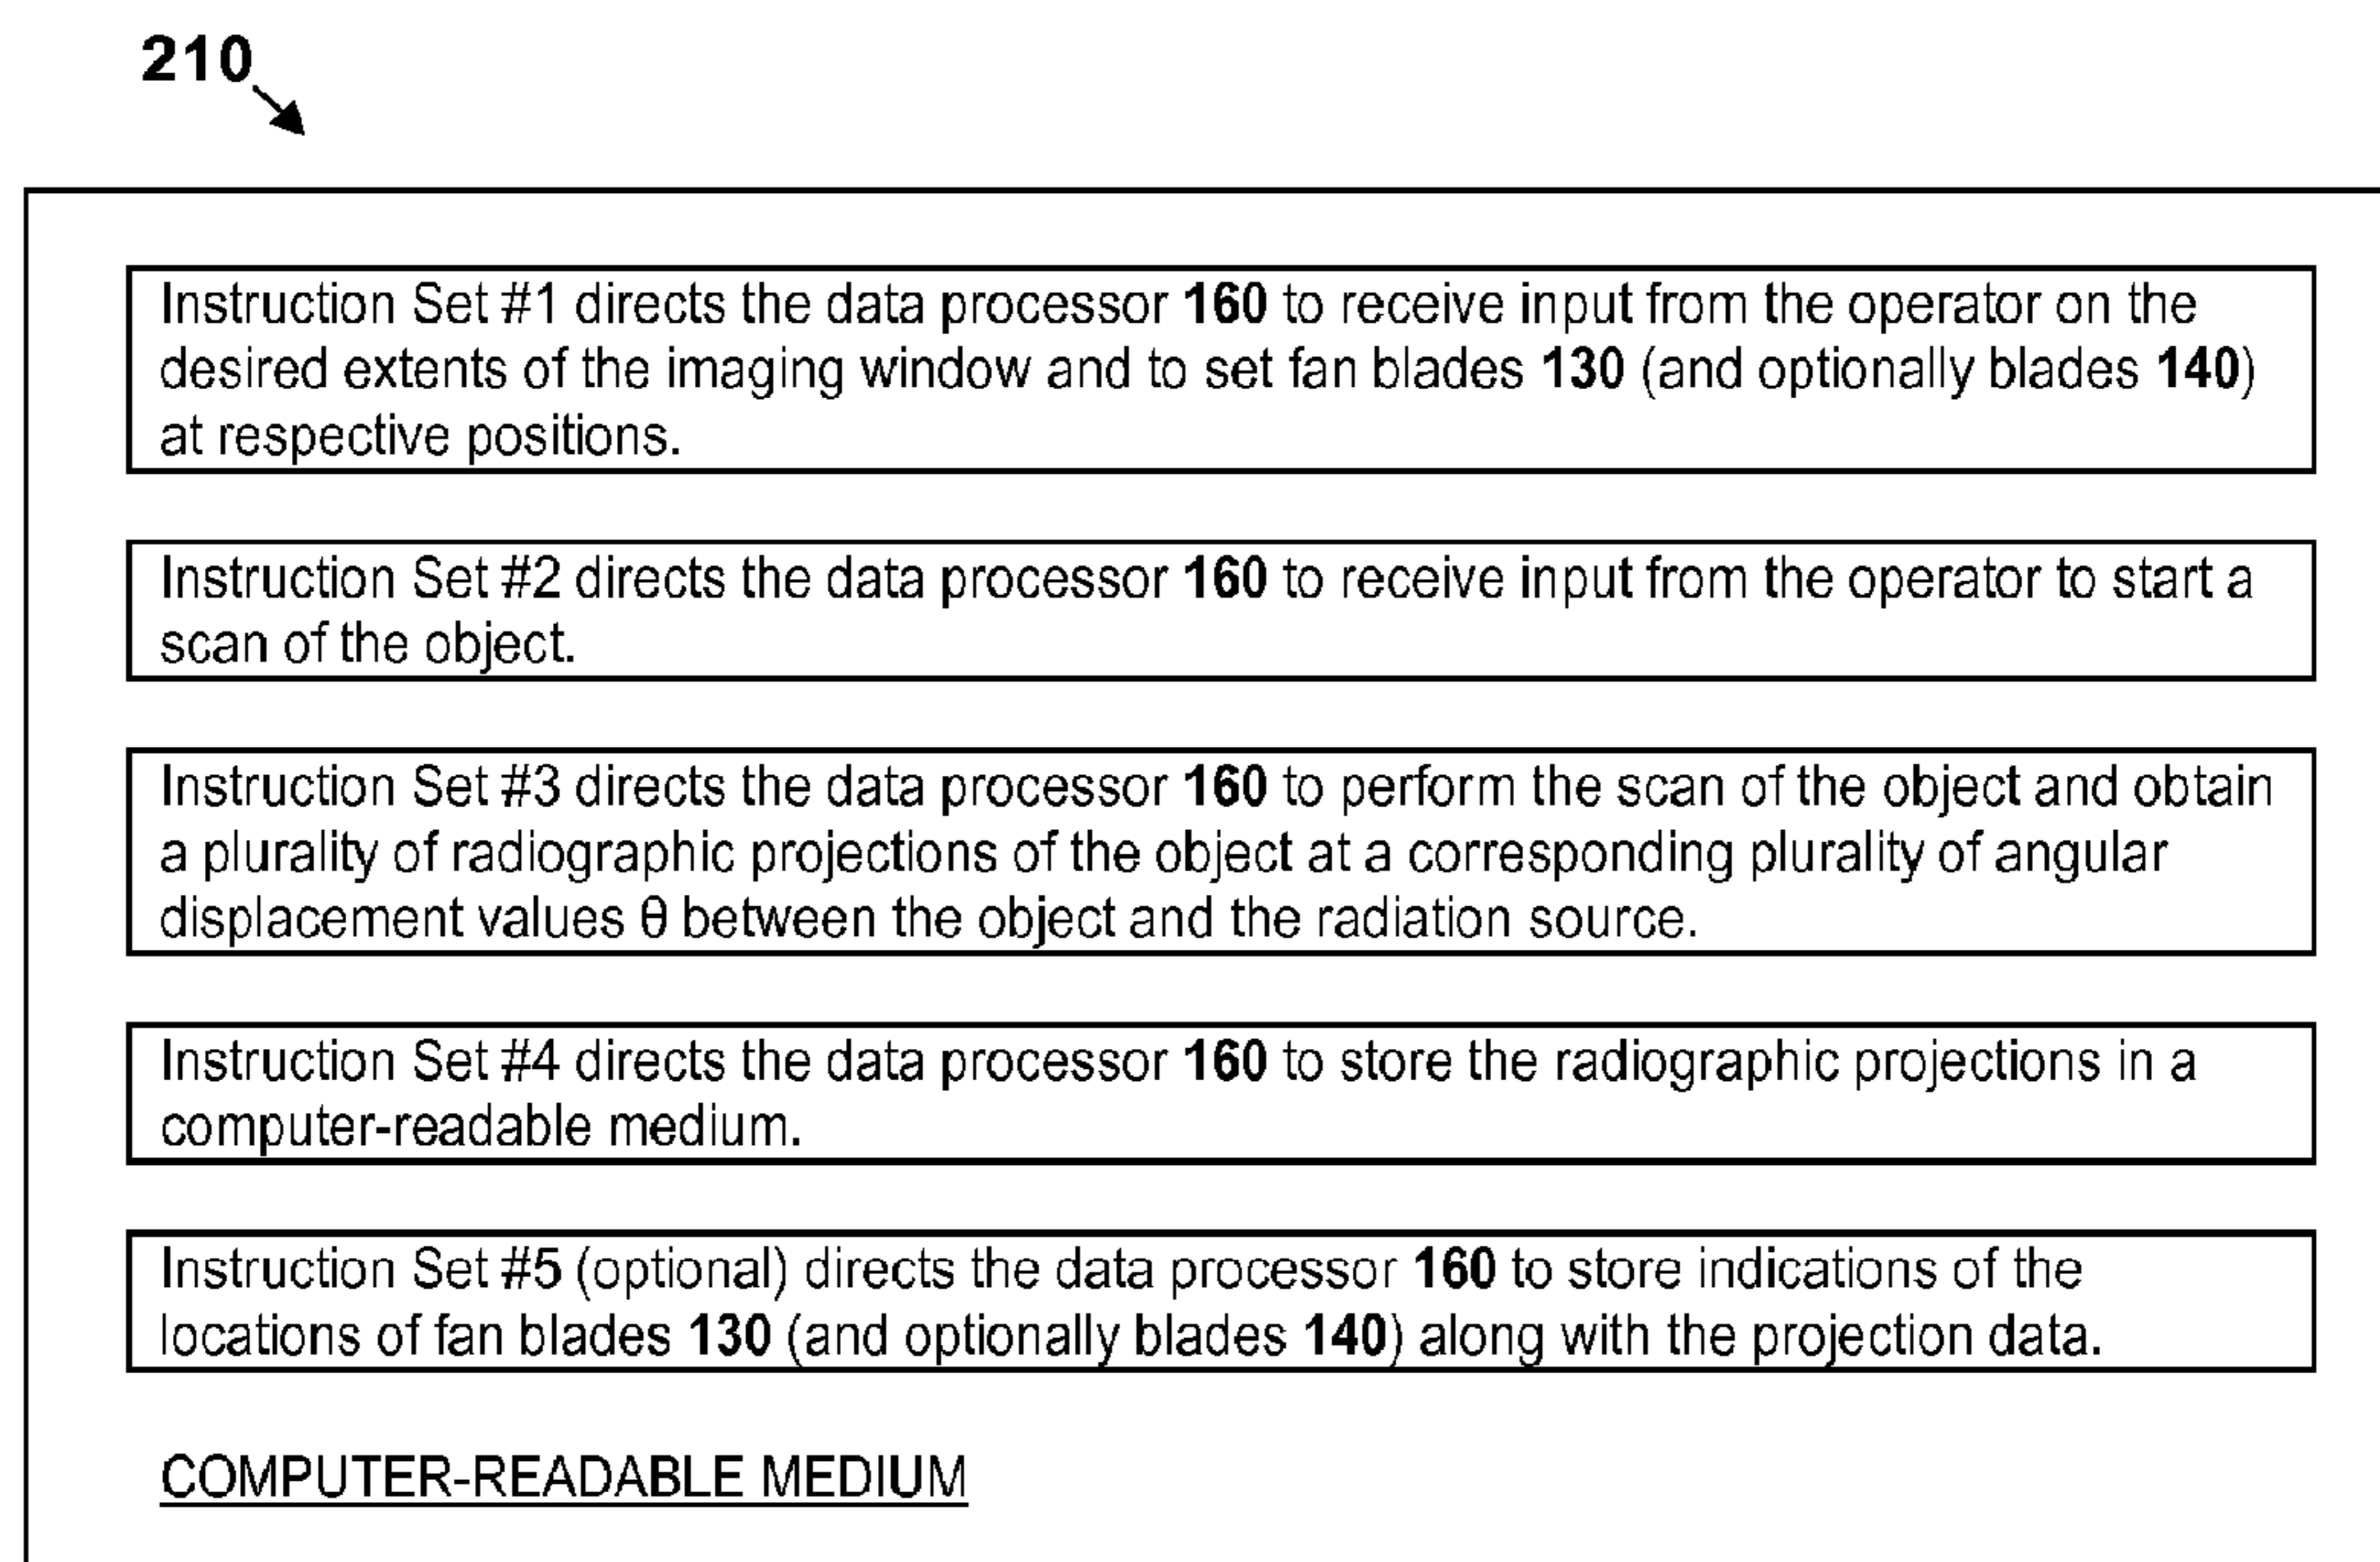 210
Instruction Set #1 directs the data processor 160 to receive input from the operator on the
desired extents of the imaging window and to set fan blades 130 (and optionally blades 140)
at respective positions.
Instruction Set #2 directs the data processor 160 to receive input from the operator to start a
scan of the object.
Instruction Set #3 directs the data processor 160 to perform the scan of the object and obtain
a plurality of radiographic projections of the object at a corresponding plurality of angular
displacement values θ between the object and the radiation source.
Instruction Set #4 directs the data processor 160 to store the radiographic projections in a
computer-readable medium.
Instruction Set #5 (optional) directs the data processor 160 to store indications of the
locations of fan blades 130 (and optionally blades 140) along with the projection data.
COMPUTER-READABLE MEDIUM